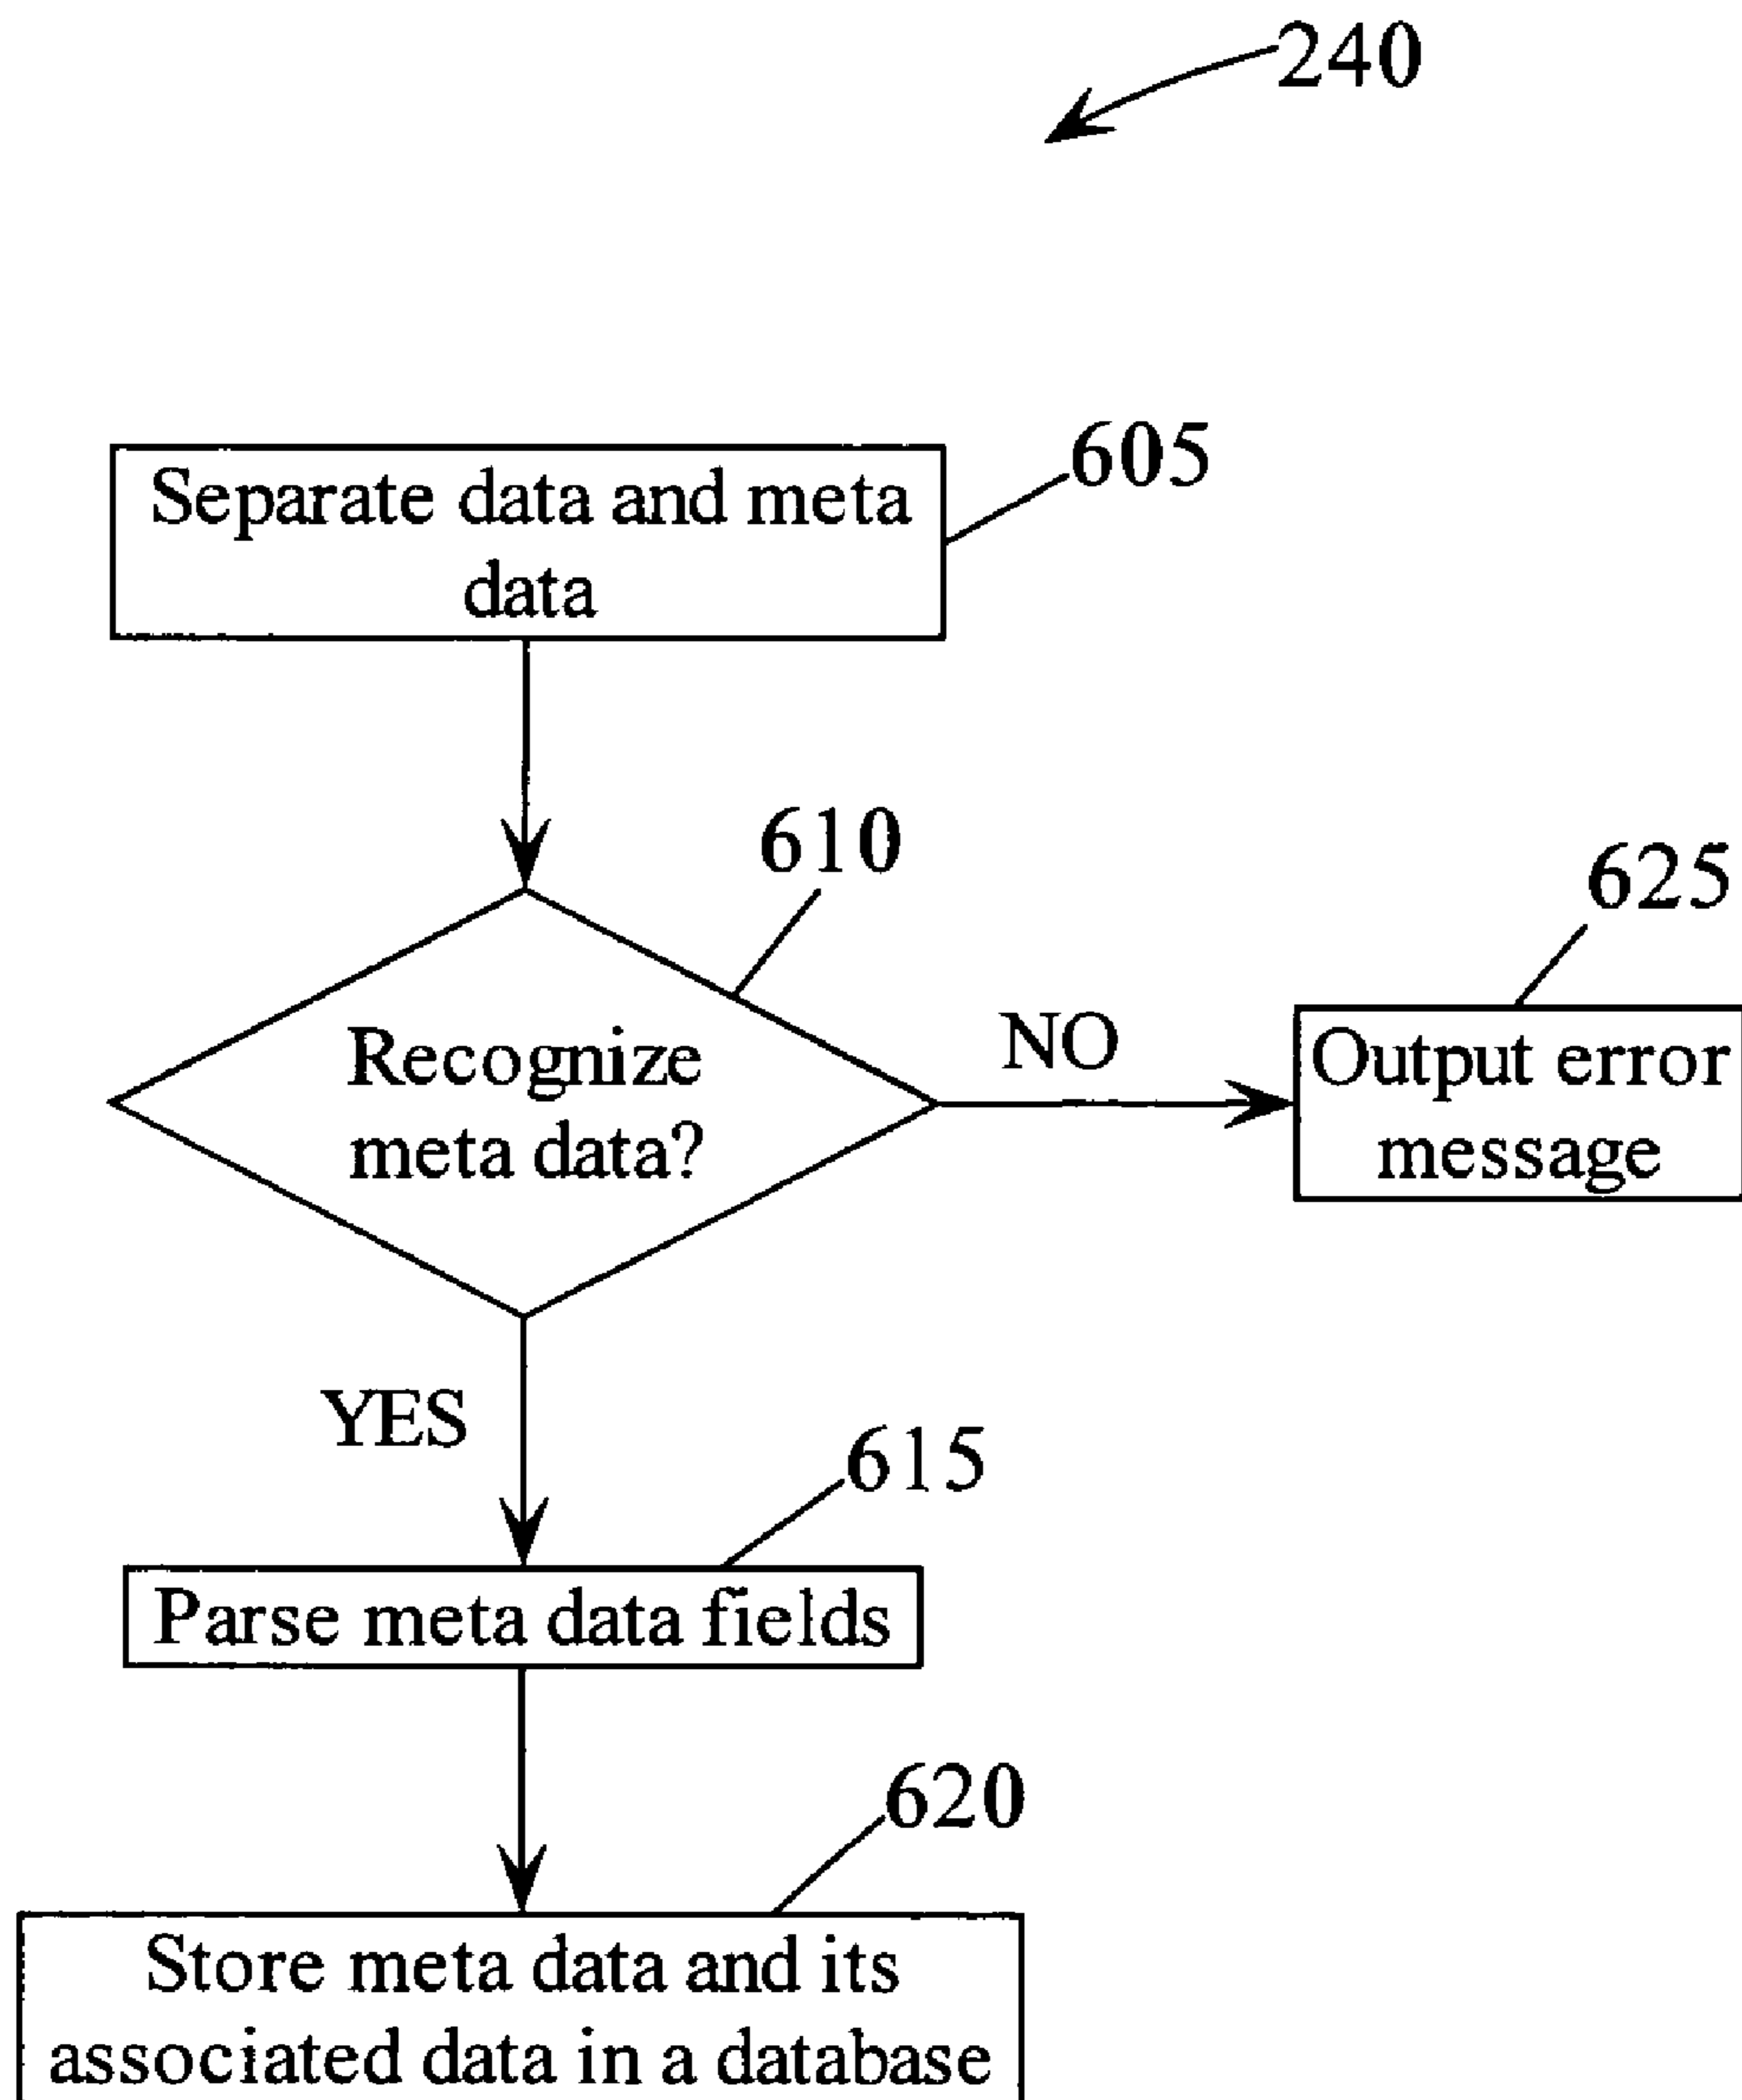 240
605
Separate data and meta
data
610
Recognize
meta data?
NO
625
Output error
message
YES
615
Parse meta data fields
620
Store meta data and its
associated data in a database